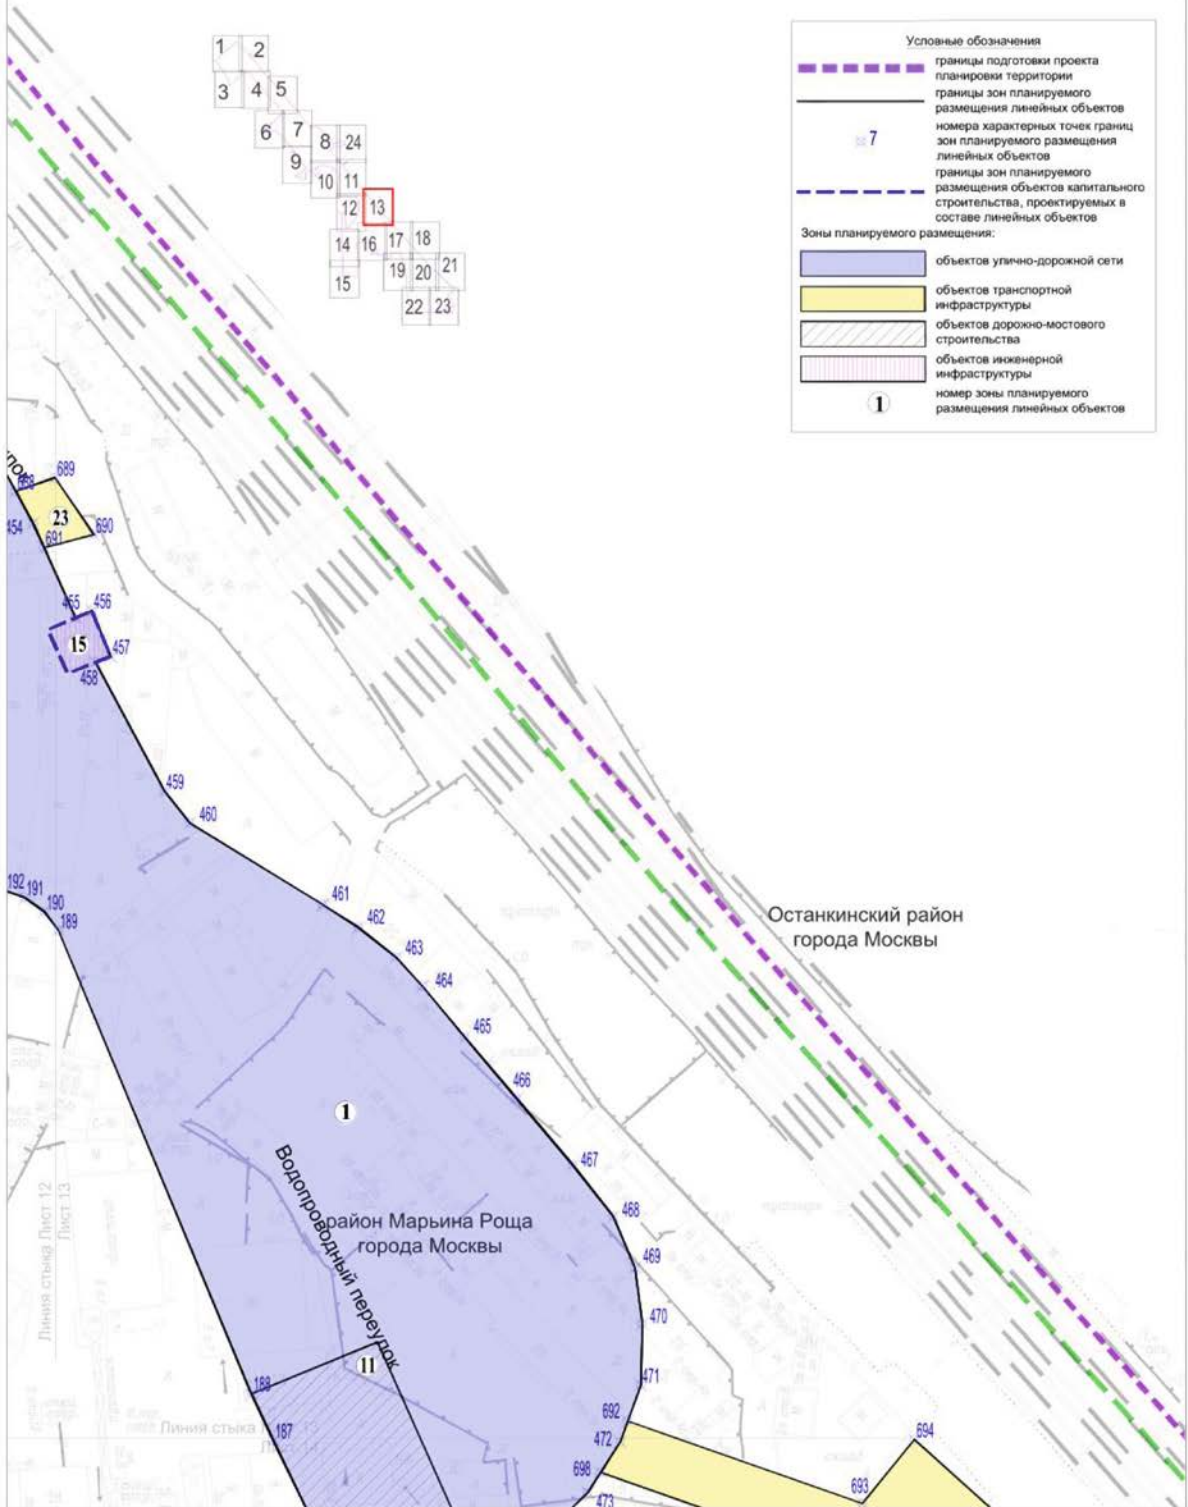 1 2
3 4 5
6 7 8 24
9 10 11
12 13
14 16 17 18
15 19 20 21
22 23
Условные обозначения
границы подготовки проекта
планировки территории
границы зон планируемого
размещения линейных объектов
7
номера характерных точек границ
зон планируемого размещения
линейных объектов
границы зон планируемого
размещения объектов капитального
строительства, проектируемых в
составе линейных объектов
Зоны планируемого размещения:
объектов улично-дорожной сети
объектов транспортной
инфраструктуры
объектов дорожно-мостового
строительства
объектов инженерной
инфраструктуры
1
номер зоны планируемого
размещения линейных объектов
689
23
454
690
691
455
456
15
457
458
459
460
192
191
190
189
461
462
463
464
465
466
467
468
469
470
471
Останкинский район
города Москвы
1
Водопроводный переулок
район Марьина Роща
города Москвы
Линия стыка Лист 12
Лист 13
11
188
187
Линия стыка
692
472
698
473
694
693